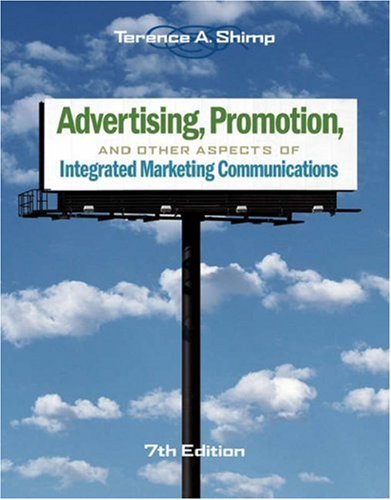 Terence A. Shimp
Advertising, Promotion,
AND OTHER ASPECTS OF
Integrated Marketing Communications
7th Edition